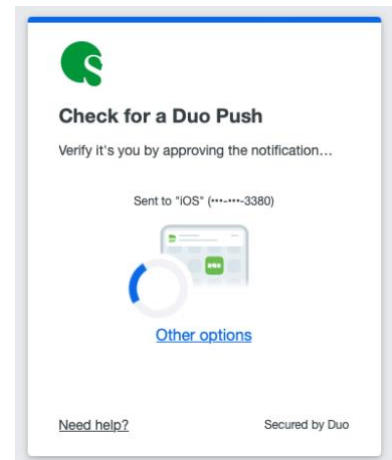 Check for a Duo Push
Verify it's you by approving the notification...
Sent to "iOS" (•••-•••-3380)
Other options
Need help?
Secured by Duo